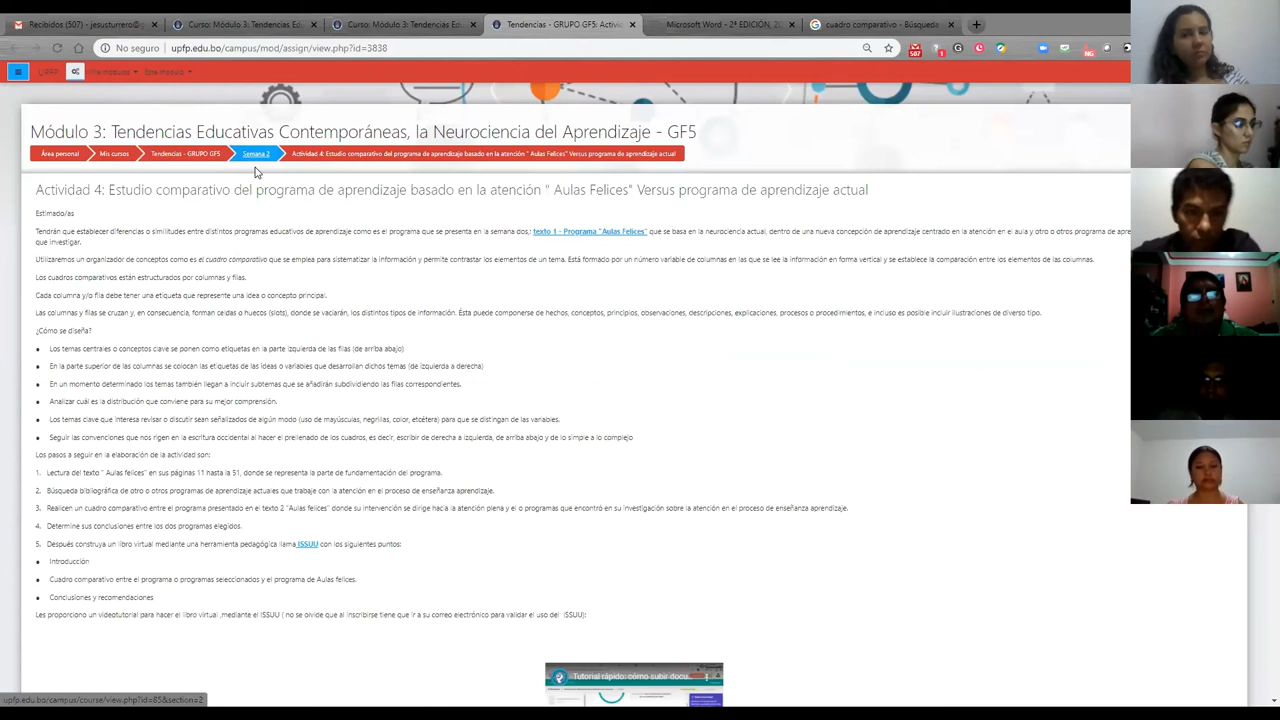 Recibidos (507) - jesusturrero@g
Curso: Módulo 3: Tendencias Ed
Curso: Módulo 3: Tendencias Ed
Tendencias - GRUPO GF5: Activi
Microsoft Word - 2ª EDICIÓN, 20
cuadro comparativo - Búsqueda
No seguro
upfp.edu.bo/campus/mod/assign/view.php?id=3838
507
1
NG
Este módulo
Módulo 3: Tendencias Educativas Contemporáneas, la Neurociencia del Aprendizaje - GF5
Área personal
Mis cursos
Tendencias - GRUPO GF5
Semana 2
Actividad 4: Estudio comparativo del programa de aprendizaje basado en la atención " Aulas Felices" Versus programa de aprendizaje actual
Actividad 4: Estudio comparativo del programa de aprendizaje basado en la atención " Aulas Felices" Versus programa de aprendizaje actual
Estimado/as
Tendrán que establecer diferencias o similitudes entre distintos programas educativos de aprendizaje como es el programa que se presenta en la semana dos,: texto 1 - Programa "Aulas Felices" que se basa en la neurociencia actual, dentro de una nueva concepción de aprendizaje centrado en la atención en el aula y otro o otros programa de apre
que investigar.
Utilizaremos un organizador de conceptos como es el cuadro comparativo que se emplea para sistematizar la información y permite contrastar los elementos de un tema. Está formado por un número variable de columnas en las que se lee la información en forma vertical y se establece la comparación entre los elementos de las columnas.
Los cuadros comparativos están estructurados por columnas y filas.
Cada columna y/o fila debe tener una etiqueta que represente una idea o concepto principal.
Las columnas y filas se cruzan y, en consecuencia, forman celdas o huecos (slots), donde se vaciarán, los distintos tipos de información. Esta puede componerse de hechos, conceptos, principios, observaciones, descripciones, explicaciones, procesos o procedimientos, e incluso es posible incluir ilustraciones de diverso tipo.
¿Cómo se diseña?
● Los temas centrales o conceptos clave se ponen como etiquetas en la parte izquierda de las filas (de arriba abajo)
● En la parte superior de las columnas se colocan las etiquetas de las ideas o variables que desarrollan dichos temas (de izquierda a derecha)
● En un momento determinado los temas también llegan a incluir subtemas que se añadirán subdividiendo las filas correspondientes.
● Analizar cuál es la distribución que conviene para su mejor comprensión.
● Los temas clave que interesa revisar o discutir sean señalizados de algún modo (uso de mayúsculas, negrillas, color, etcétera) para que se distingan de las variables.
● Seguir las convenciones que nos rigen en la escritura occidental al hacer el prellenado de los cuadros, es decir, escribir de derecha a izquierda, de arriba abajo y de lo simple a lo complejo
Los pasos a seguir en la elaboración de la actividad son:
1. Lectura del texto " Aulas felices" en sus páginas 11 hasta la 51, donde se representa la parte de fundamentación del programa.
2. Búsqueda bibliográfica de otro o otros programas de aprendizaje actuales que trabaje con la atención en el proceso de enseñanza aprendizaje.
3. Realicen un cuadro comparativo entre el programa presentado en el texto 2 "Aulas felices" donde su intervención se dirige hacía la atención plena y el o programas que encontró en su investigación sobre la atención en el proceso de enseñanza aprendizaje.
4. Determine sus conclusiones entre los dos programas elegidos.
5. Después construya un libro virtual mediante una herramienta pedagógica llama ISSUU con los siguientes puntos:
● Introducción
● Cuadro comparativo entre el programa o programas seleccionados y el programa de Aulas felices.
● Conclusiones y recomendaciones
Les proporciono un videotutorial para hacer el libro virtual ,mediante el ISSUU ( no se olvide que al inscribirse tiene que ir a su correo electrónico para validar el uso del ISSUU):
Tutorial rápido: cómo subir docu...
upfp.edu.bo/campus/course/view.php?id=85&section=2